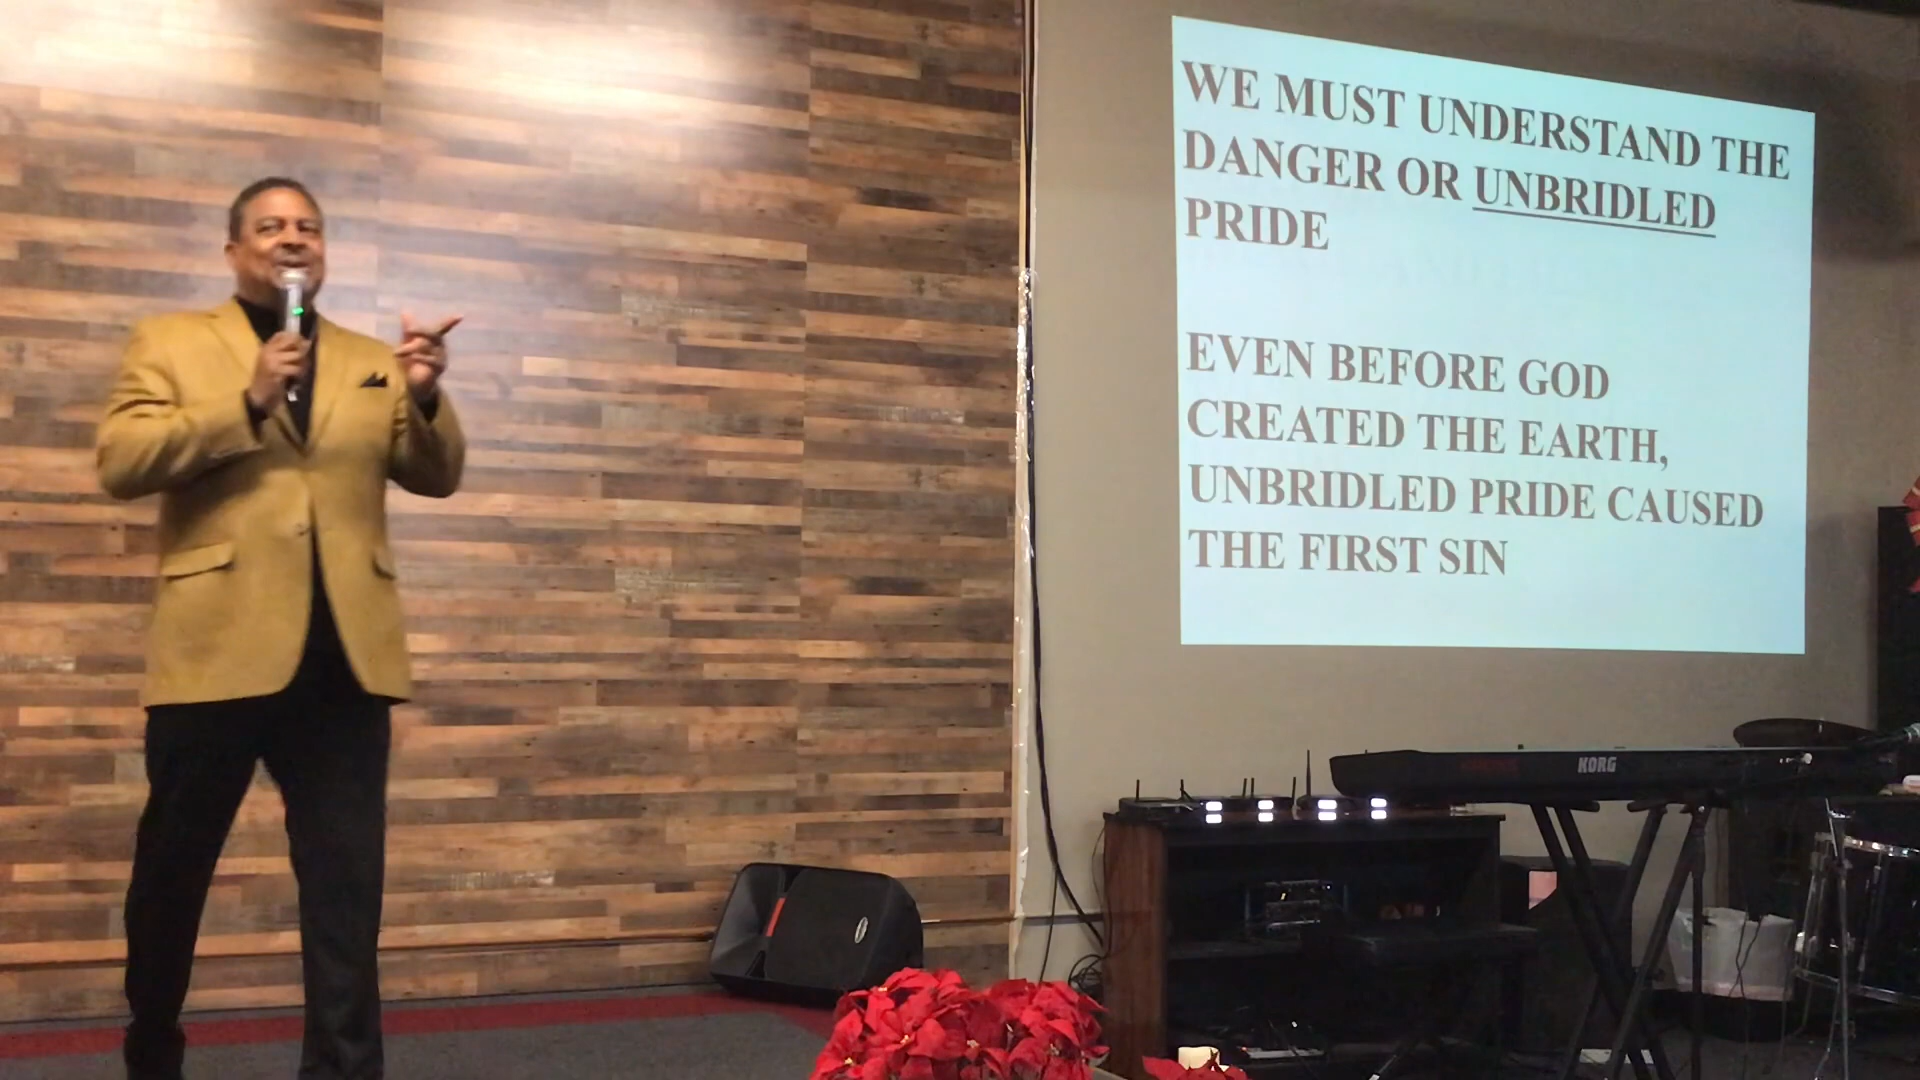 WE MUST UNDERSTAND THE
DANGER OR UNBRIDLED
PRIDE
EVEN BEFORE GOD
CREATED THE EARTH,
UNBRIDLED PRIDE CAUSED
THE FIRST SIN
KORG